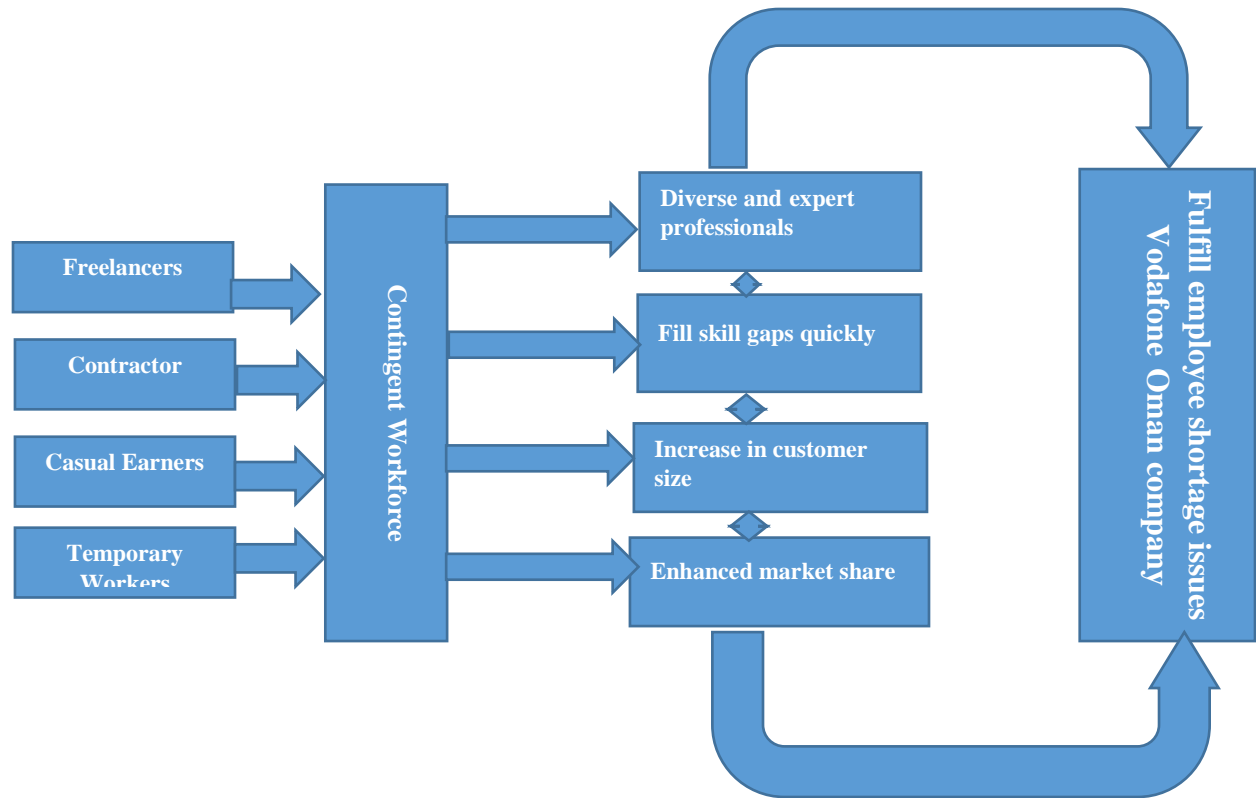 Freelancers
Contractor
Casual Earners
Temporary
Workers
Contingent Workforce
Diverse and expert
professionals
Fill skill gaps quickly
Increase in customer
size
Enhanced market share
Fulfill employee shortage issues
Vodafone Oman company